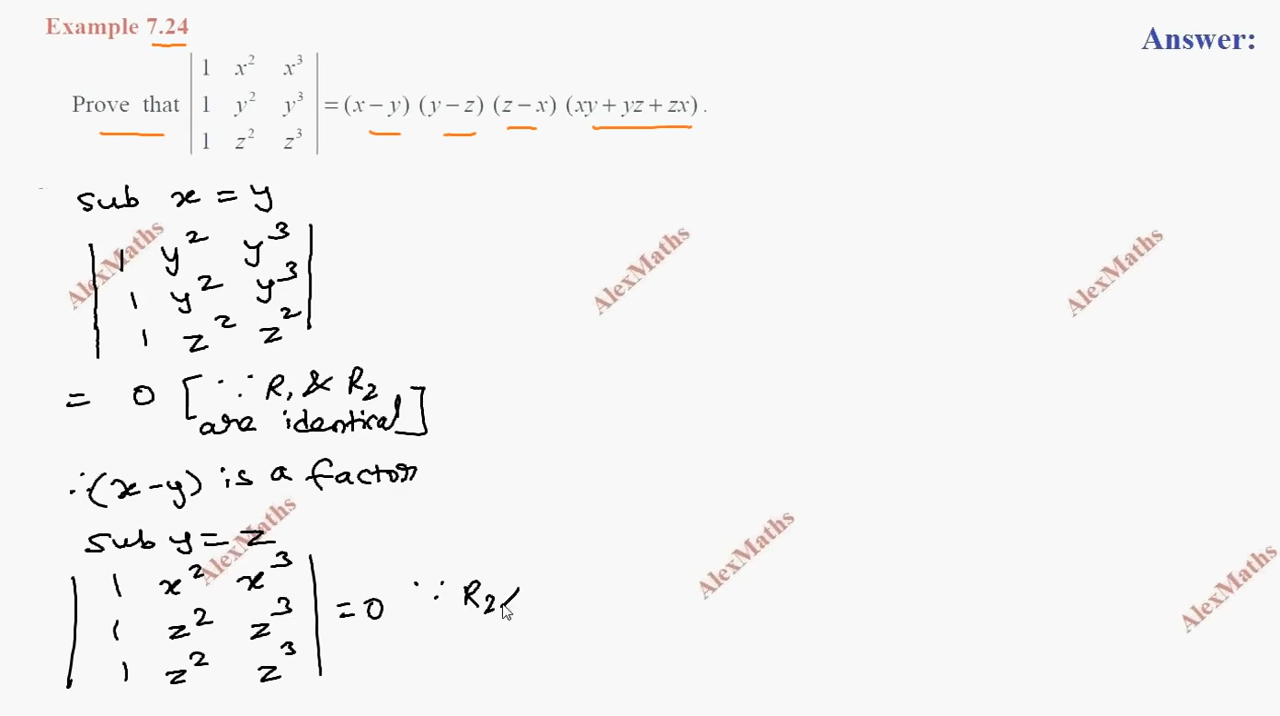 Example 7.24
Answer:
Prove that | 1 x² x³ |
| 1 y² y³ | = (x − y) (y − z) (z − x) (xy + yz + zx).
| 1 z² z³ |
sub x = y
| 1 y² y³ |
| 1 y² y³ |
| 1 z² z² |
= 0 [ ∵ R₁ & R₂
are identical ]
∴ (x − y) is a factor
sub y = z
| 1 x² x³ |
| 1 z² z³ | = 0 ∵ R₂
| 1 z² z³ |
AlexMaths
AlexMaths
AlexMaths
AlexMaths
AlexMaths
AlexMaths